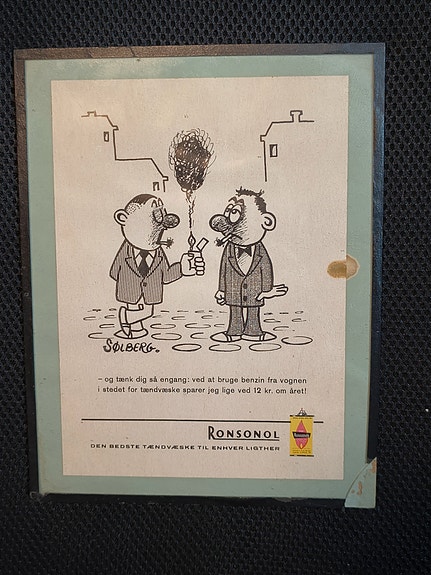 SØLBERG.
– og tænk dig så engang: ved at bruge benzin fra vognen
i stedet for tændvæske sparer jeg lige ved 12 kr. om året!
RONSONOL
DEN BEDSTE TÆNDVÆSKE TIL ENHVER LIGTHER